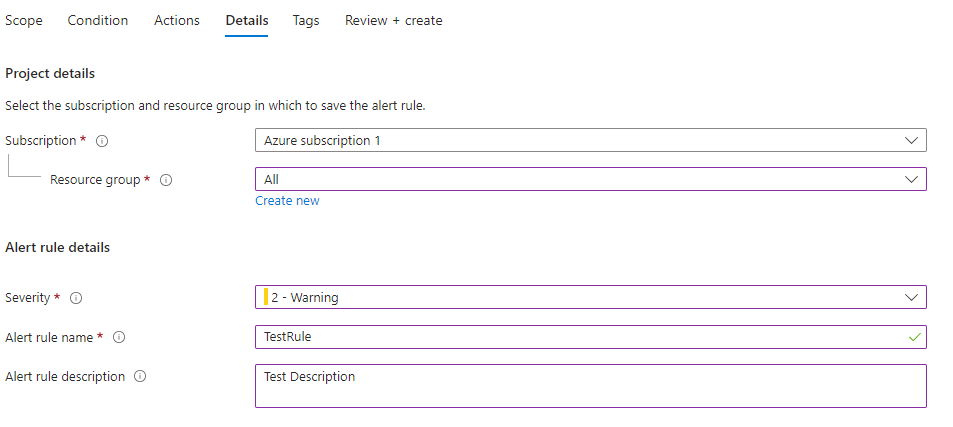 Scope Condition Actions Details Tags Review + create
Project details
Select the subscription and resource group in which to save the alert rule.
Subscription * Azure subscription 1
Resource group * All
Create new
Alert rule details
Severity * 2 - Warning
Alert rule name * TestRule
Alert rule description Test Description